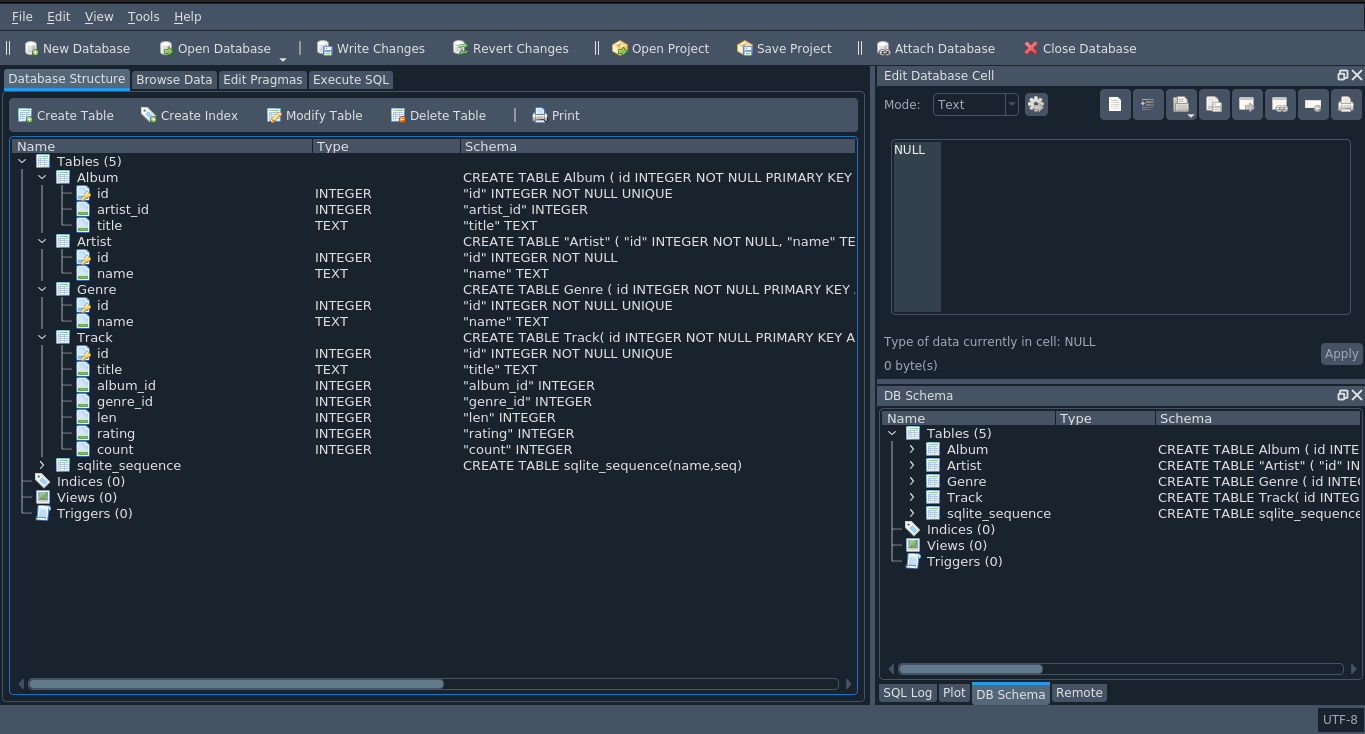 File Edit View Tools Help
New Database Open Database Write Changes Revert Changes Open Project Save Project Attach Database Close Database
Database Structure Browse Data Edit Pragmas Execute SQL
Create Table Create Index Modify Table Delete Table Print
Name Type Schema
Tables (5)
Album CREATE TABLE Album ( id INTEGER NOT NULL PRIMARY KEY
id INTEGER "id" INTEGER NOT NULL UNIQUE
artist_id INTEGER "artist_id" INTEGER
title TEXT "title" TEXT
Artist CREATE TABLE "Artist" ( "id" INTEGER NOT NULL, "name" TE
id INTEGER "id" INTEGER NOT NULL
name TEXT "name" TEXT
Genre CREATE TABLE Genre ( id INTEGER NOT NULL PRIMARY KEY
id INTEGER "id" INTEGER NOT NULL UNIQUE
name TEXT "name" TEXT
Track CREATE TABLE Track( id INTEGER NOT NULL PRIMARY KEY A
id INTEGER "id" INTEGER NOT NULL UNIQUE
title TEXT "title" TEXT
album_id INTEGER "album_id" INTEGER
genre_id INTEGER "genre_id" INTEGER
len INTEGER "len" INTEGER
rating INTEGER "rating" INTEGER
count INTEGER "count" INTEGER
sqlite_sequence CREATE TABLE sqlite_sequence(name,seq)
Indices (0)
Views (0)
Triggers (0)
Edit Database Cell
Mode: Text
NULL
Type of data currently in cell: NULL
0 byte(s)
Apply
DB Schema
Name Type Schema
Tables (5)
Album CREATE TABLE Album ( id INTE
Artist CREATE TABLE "Artist" ( "id" IN
Genre CREATE TABLE Genre ( id INTEG
Track CREATE TABLE Track( id INTEG
sqlite_sequence CREATE TABLE sqlite_sequence
Indices (0)
Views (0)
Triggers (0)
SQL Log Plot DB Schema Remote
UTF-8